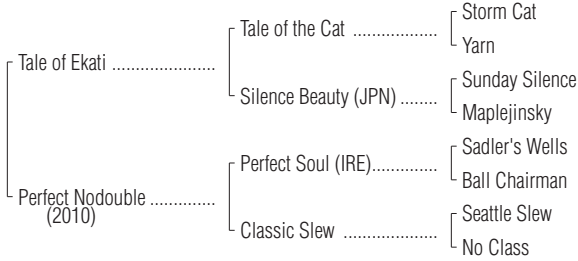 Storm Cat
Tale of the Cat ..................
Yarn
Tale of Ekati ......................
Sunday Silence
Silence Beauty (JPN) ........
Maplejinsky
Sadler's Wells
Perfect Soul (IRE)..............
Ball Chairman
Perfect Nodouble ..............
(2010)
Seattle Slew
Classic Slew ....................
No Class